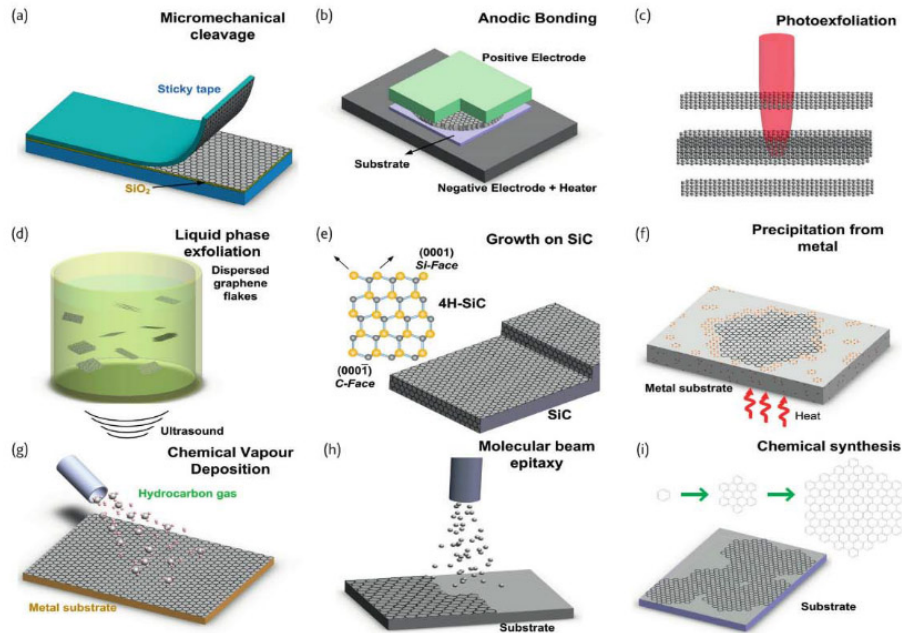 (a)
Micromechanical
cleavage
Sticky tape
SiO₂
(b)
Anodic Bonding
Positive Electrode
Substrate
Negative Electrode + Heater
(c)
Photoexfoliation
(d)
Liquid phase
exfoliation
Dispersed
graphene
flakes
Ultrasound
(e)
Growth on SiC
(0001)
Si-Face
4H-SiC
(0001̄)
C-Face
SiC
(f)
Precipitation from
metal
Metal substrate
Heat
(g)
Chemical Vapour
Deposition
Hydrocarbon gas
Metal substrate
(h)
Molecular beam
epitaxy
Substrate
(i)
Chemical synthesis
Substrate